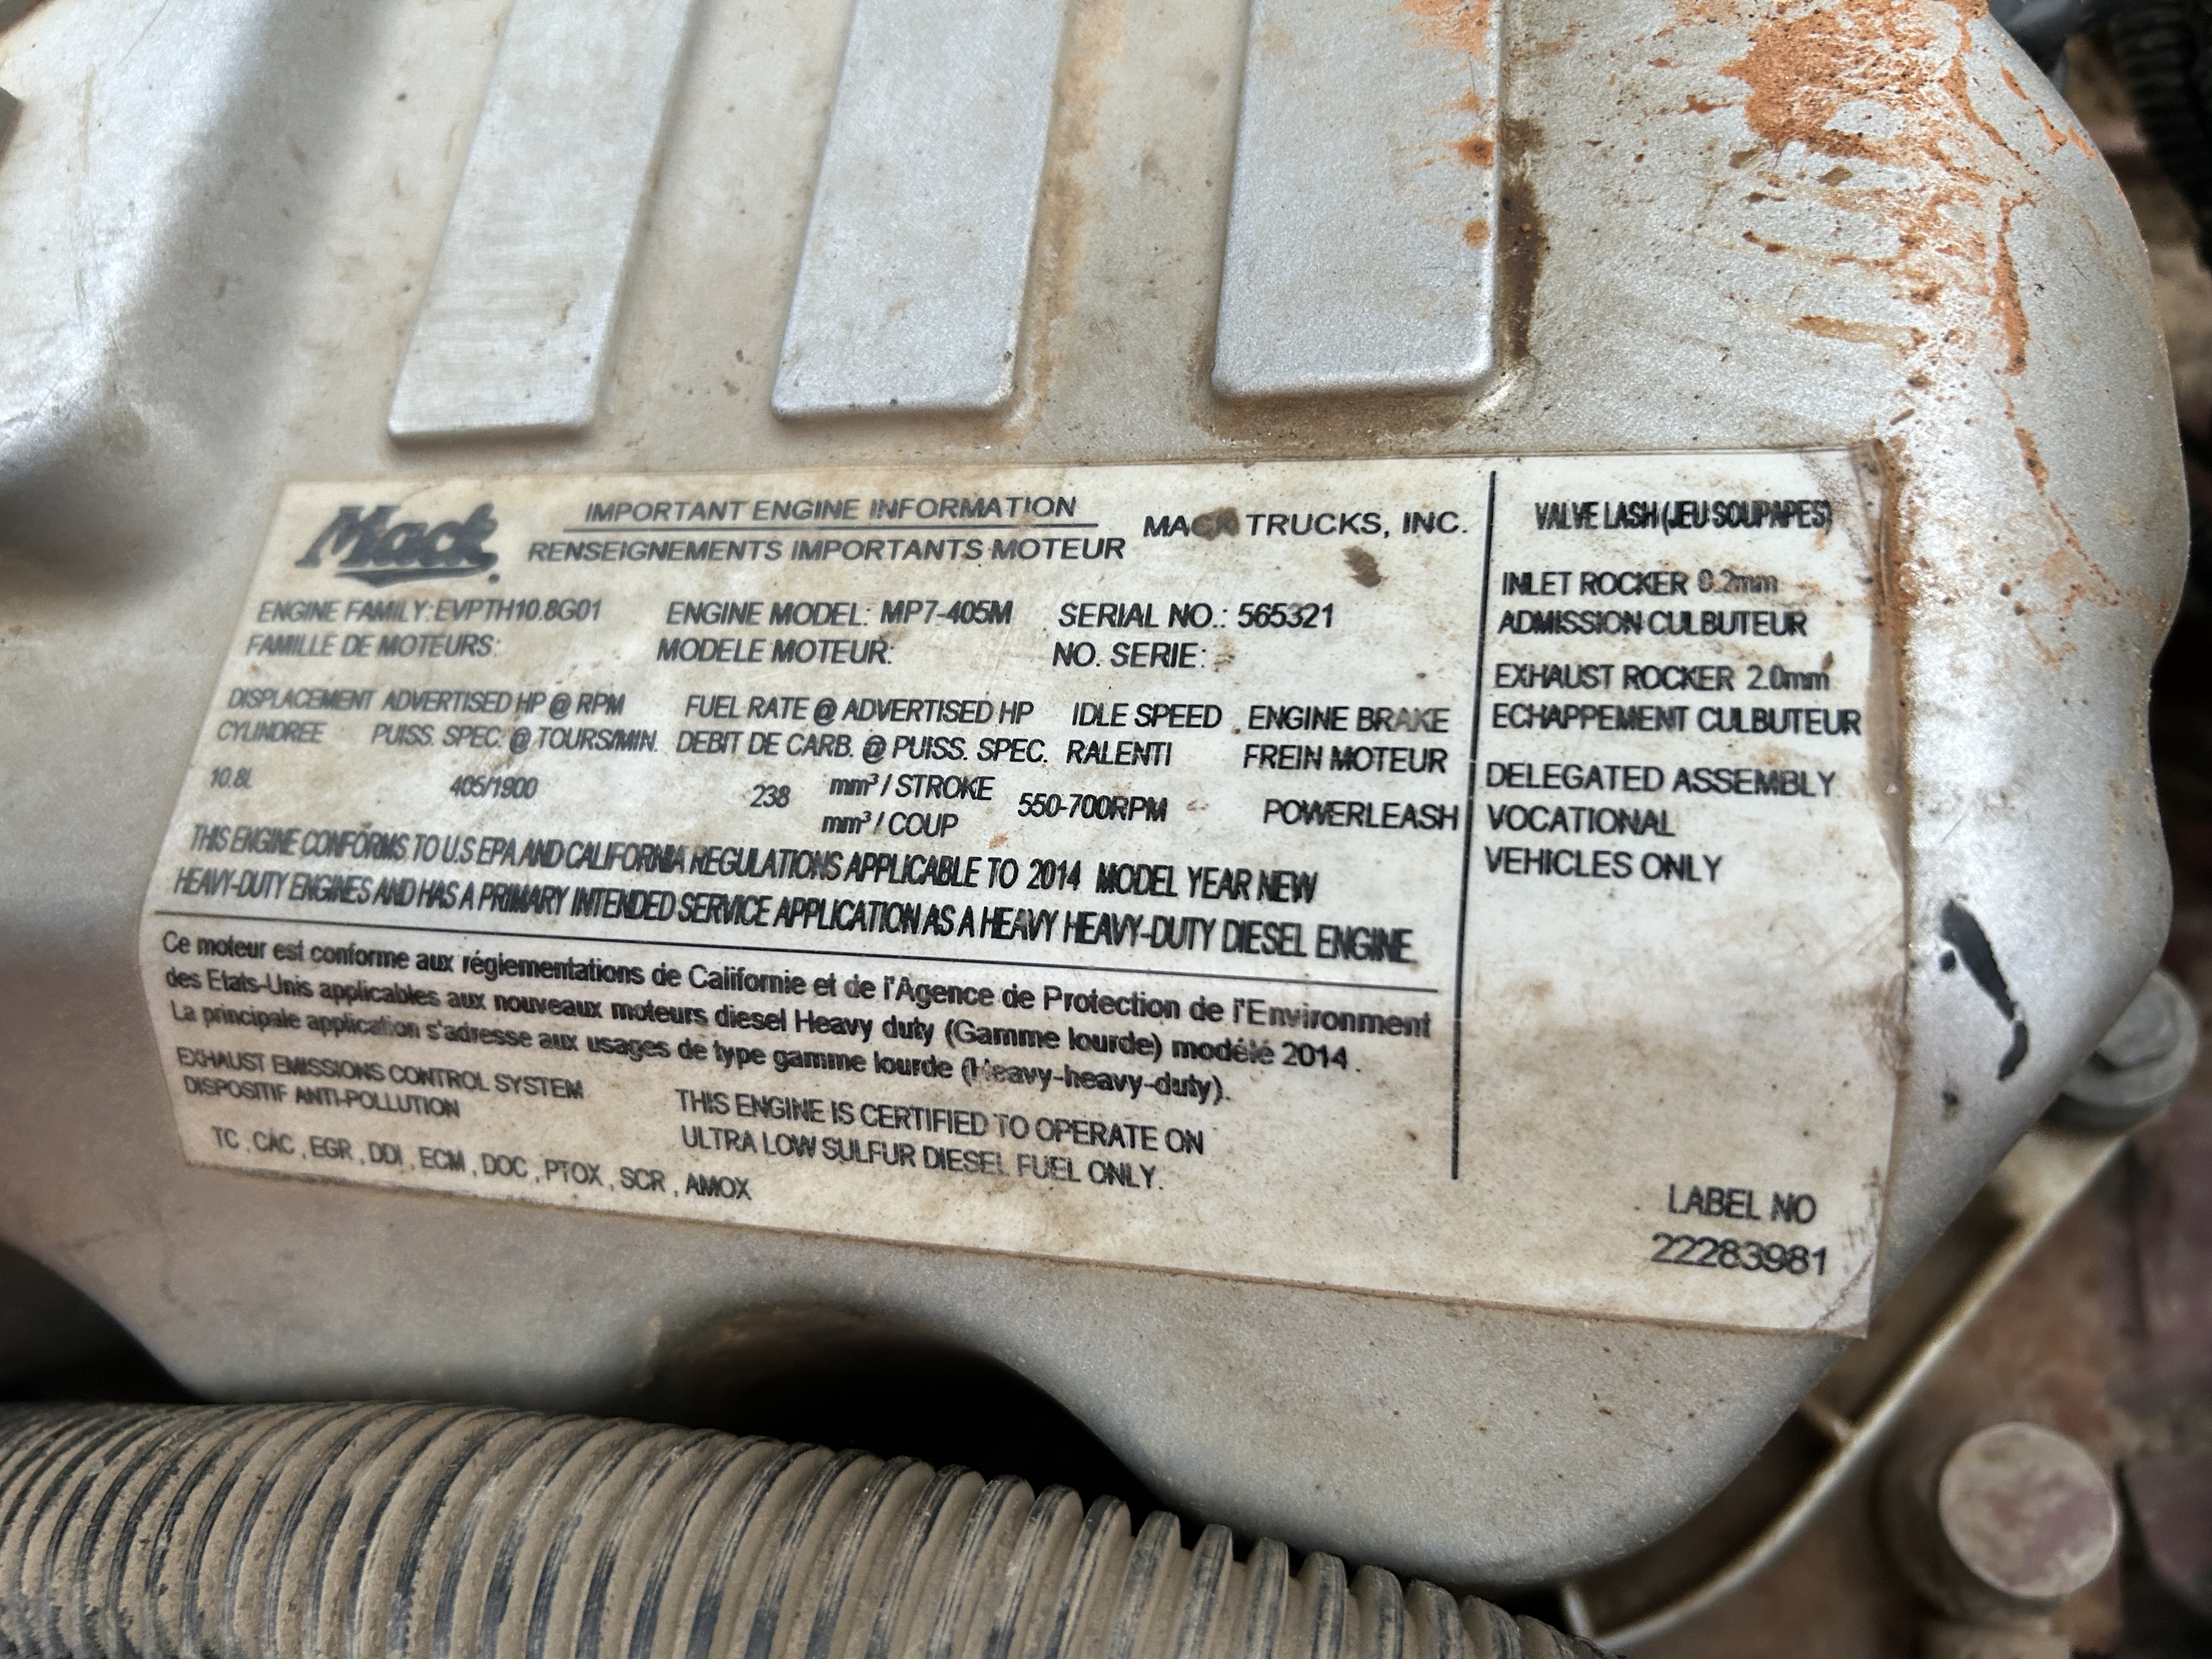 Mack
IMPORTANT ENGINE INFORMATION
RENSEIGNEMENTS IMPORTANTS MOTEUR
MACK TRUCKS, INC.
ENGINE FAMILY: EVPTH10.8G01 ENGINE MODEL: MP7-405M SERIAL NO.: 565321
FAMILLE DE MOTEURS: MODELE MOTEUR: NO. SERIE:
DISPLACEMENT ADVERTISED HP @ RPM FUEL RATE @ ADVERTISED HP IDLE SPEED ENGINE BRAKE
CYLINDREE PUISS. SPEC. @ TOURS/MIN. DEBIT DE CARB. @ PUISS. SPEC. RALENTI FREIN MOTEUR
10.8L 405/1900 238 mm³ / STROKE 550-700RPM POWERLEASH
mm³ / COUP
THIS ENGINE CONFORMS TO U.S EPA AND CALIFORNIA REGULATIONS APPLICABLE TO 2014 MODEL YEAR NEW
HEAVY-DUTY ENGINES AND HAS A PRIMARY INTENDED SERVICE APPLICATION AS A HEAVY HEAVY-DUTY DIESEL ENGINE.
Ce moteur est conforme aux réglementations de Californie et de l'Agence de Protection de l'Environment
des Etats-Unis applicables aux nouveaux moteurs diesel Heavy duty (Gamme lourde) modélé 2014.
La principale application s'adresse aux usages de type gamme lourde (Heavy-heavy-duty).
EXHAUST EMISSIONS CONTROL SYSTEM
DISPOSITIF ANTI-POLLUTION
TC, CAC, EGR, DDI, ECM, DOC, PTOX, SCR, AMOX
THIS ENGINE IS CERTIFIED TO OPERATE ON
ULTRA LOW SULFUR DIESEL FUEL ONLY.
VALVE LASH (JEU SOUPAPES)
INLET ROCKER 0.2mm
ADMISSION CULBUTEUR
EXHAUST ROCKER 2.0mm
ECHAPPEMENT CULBUTEUR
DELEGATED ASSEMBLY
VOCATIONAL
VEHICLES ONLY
LABEL NO
22283981